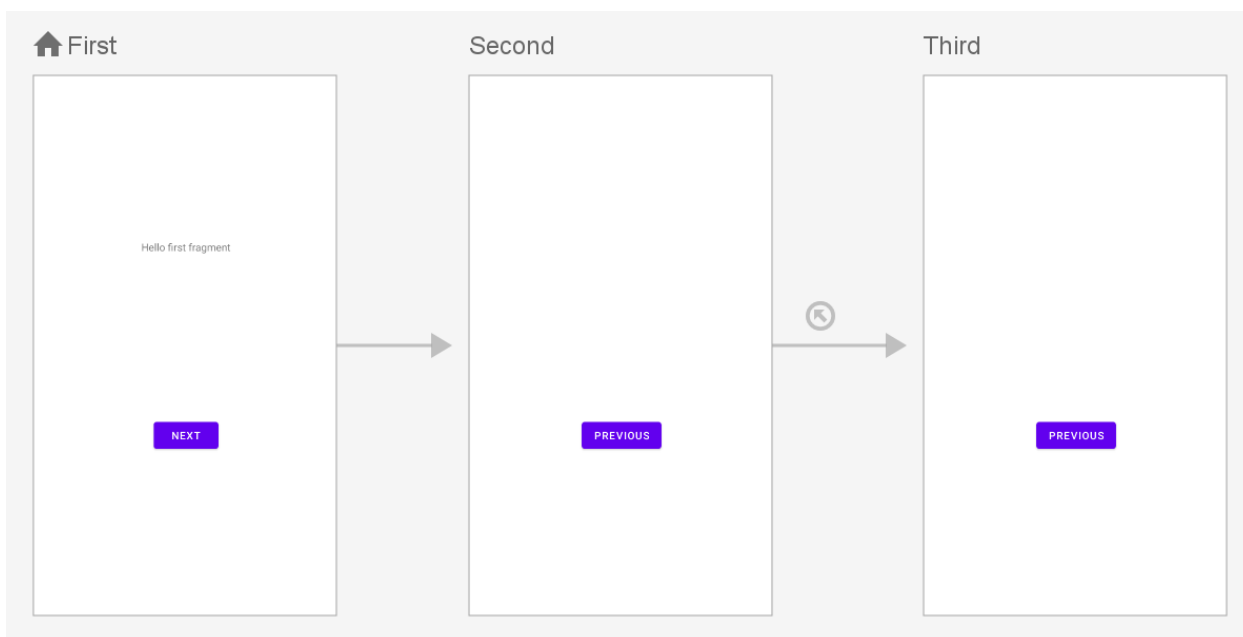 First
Second
Third
Hello first fragment
NEXT
PREVIOUS
PREVIOUS